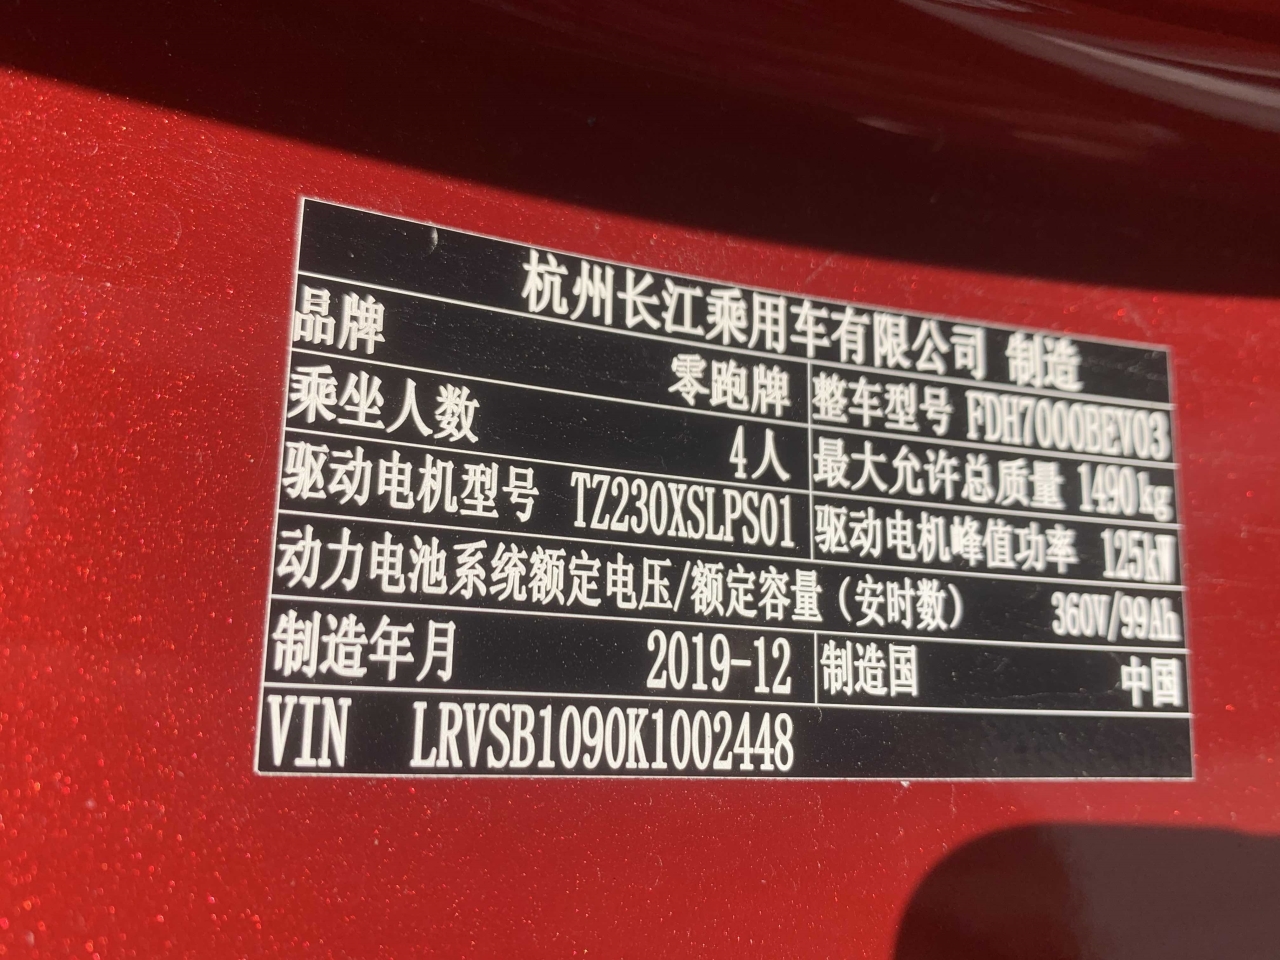 杭州长江乘用车有限公司 制造
品牌 零跑牌 整车型号 FDH7000BEV03
乘坐人数 4人 最大允许总质量 1490kg
驱动电机型号 TZ230XSLPS01 驱动电机峰值功率 125kW
动力电池系统额定电压/额定容量（安时数） 360V/99Ah
制造年月 2019-12 制造国 中国
VIN LRVSB1090K1002448